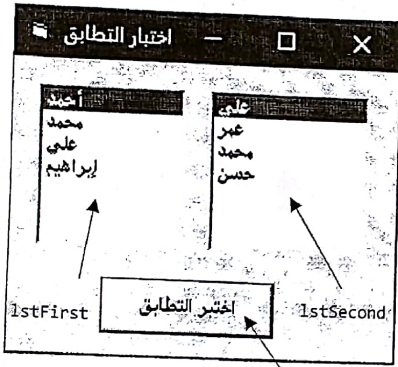 اختبار التطابق
أحمد
محمد
علي
إبراهيم
علي
عمر
محمد
حسن
lstFirst
اختبر التطابق
lstSecond